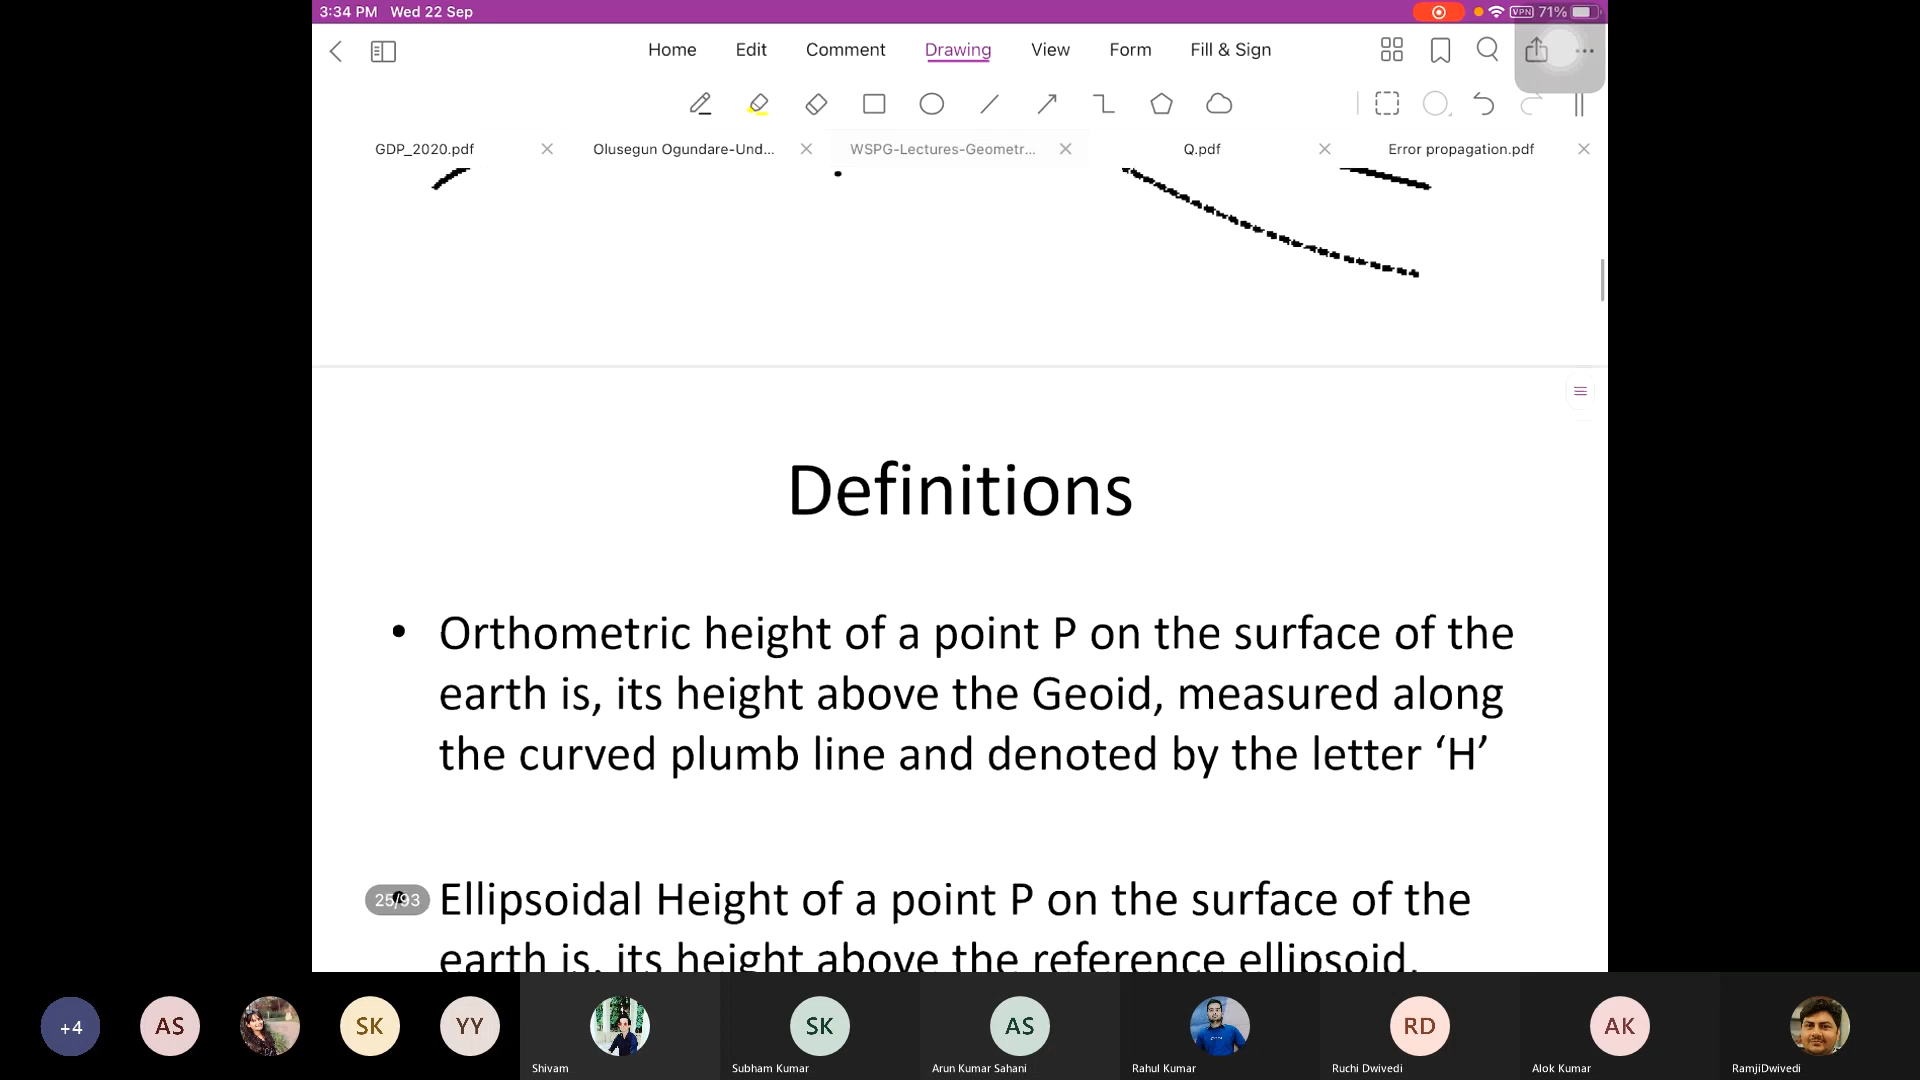 3:34 PM Wed 22 Sep
VPN 71%
Home Edit Comment Drawing View Form Fill & Sign
GDP_2020.pdf Olusegun Ogundare-Und... WSPG-Lectures-Geometr... Q.pdf Error propagation.pdf
Definitions
• Orthometric height of a point P on the surface of the
earth is, its height above the Geoid, measured along
the curved plumb line and denoted by the letter ‘H’
25/93
Ellipsoidal Height of a point P on the surface of the
earth is, its height above the reference ellipsoid,
+4 AS SK YY SK AS RD AK
Shivam Subham Kumar Arun Kumar Sahani Rahul Kumar Ruchi Dwivedi Alok Kumar RamjiDwivedi